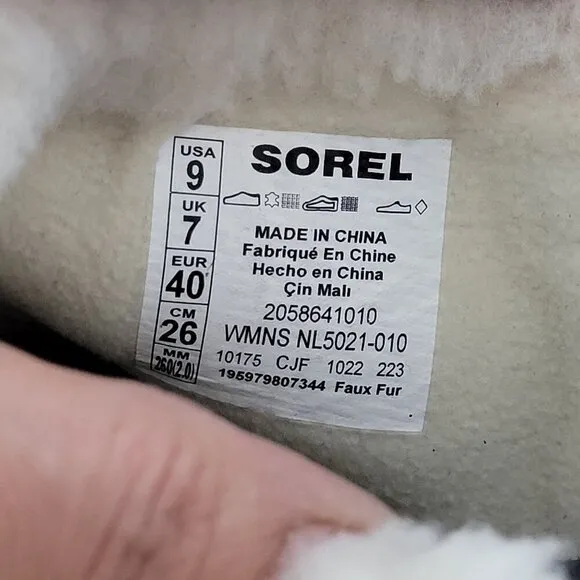 USA
9
UK
7
EUR
40
CM
26
MM
260(2.0)
SOREL
MADE IN CHINA
Fabriqué En Chine
Hecho en China
Çin Malı
2058641010
WMNS NL5021-010
10175 CJF 1022 223
195979807344 Faux Fur